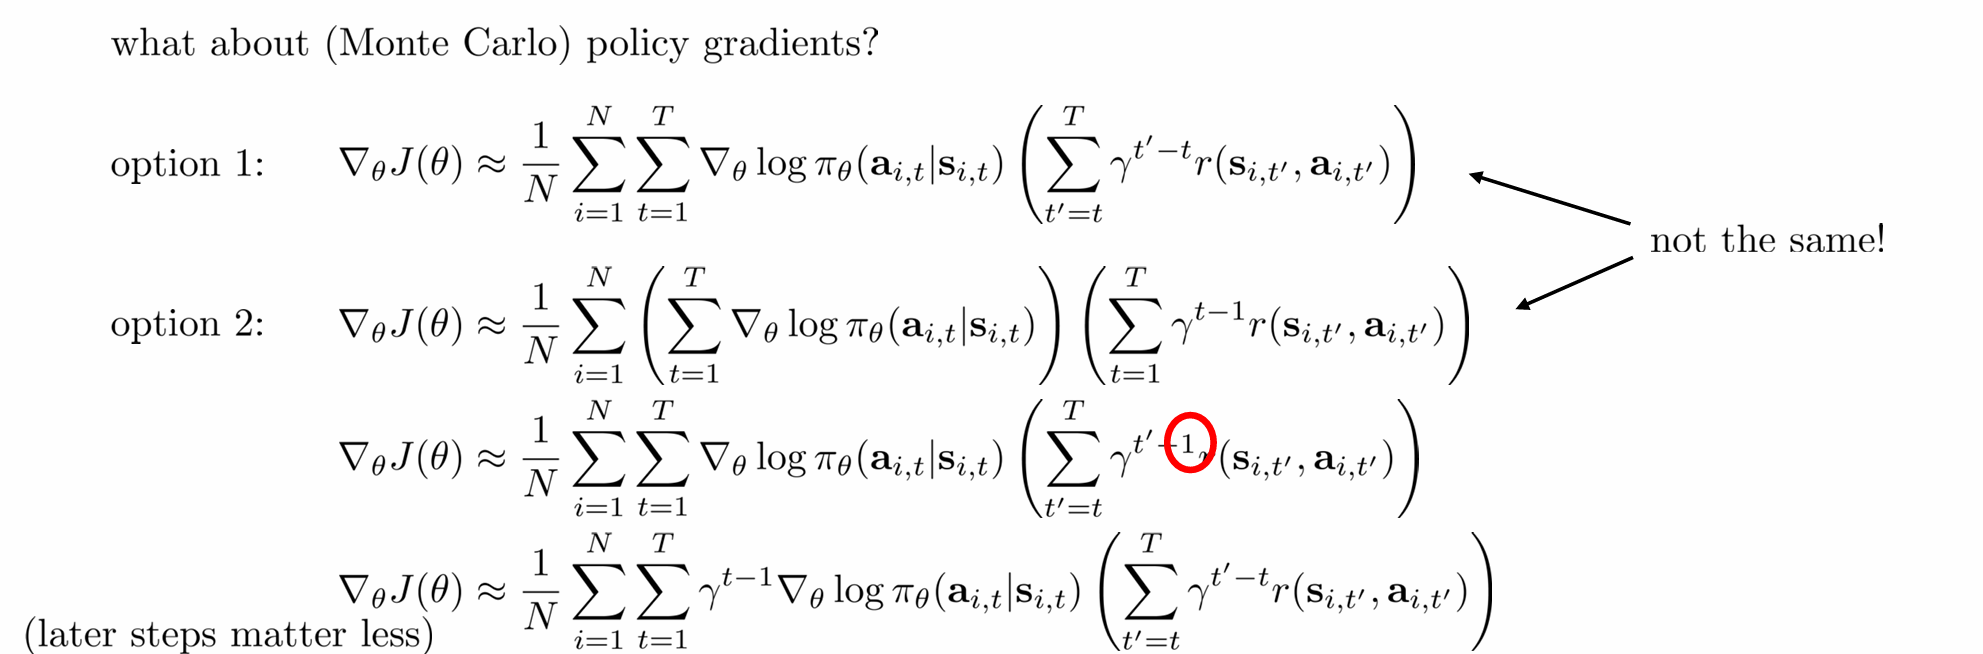 what about (Monte Carlo) policy gradients?
option 1: $\nabla_\theta J(\theta) \approx \frac{1}{N} \sum_{i=1}^{N} \sum_{t=1}^{T} \nabla_\theta \log \pi_\theta(\mathbf{a}_{i,t}|\mathbf{s}_{i,t}) \left( \sum_{t'=t}^{T} \gamma^{t'-t} r(\mathbf{s}_{i,t'}, \mathbf{a}_{i,t'}) \right)$
not the same!
option 2: $\nabla_\theta J(\theta) \approx \frac{1}{N} \sum_{i=1}^{N} \left( \sum_{t=1}^{T} \nabla_\theta \log \pi_\theta(\mathbf{a}_{i,t}|\mathbf{s}_{i,t}) \right) \left( \sum_{t=1}^{T} \gamma^{t-1} r(\mathbf{s}_{i,t'}, \mathbf{a}_{i,t'}) \right)$
$\nabla_\theta J(\theta) \approx \frac{1}{N} \sum_{i=1}^{N} \sum_{t=1}^{T} \nabla_\theta \log \pi_\theta(\mathbf{a}_{i,t}|\mathbf{s}_{i,t}) \left( \sum_{t'=t}^{T} \gamma^{t'-1} r(\mathbf{s}_{i,t'}, \mathbf{a}_{i,t'}) \right)$
$\nabla_\theta J(\theta) \approx \frac{1}{N} \sum_{i=1}^{N} \sum_{t=1}^{T} \gamma^{t-1} \nabla_\theta \log \pi_\theta(\mathbf{a}_{i,t}|\mathbf{s}_{i,t}) \left( \sum_{t'=t}^{T} \gamma^{t'-t} r(\mathbf{s}_{i,t'}, \mathbf{a}_{i,t'}) \right)$
(later steps matter less)